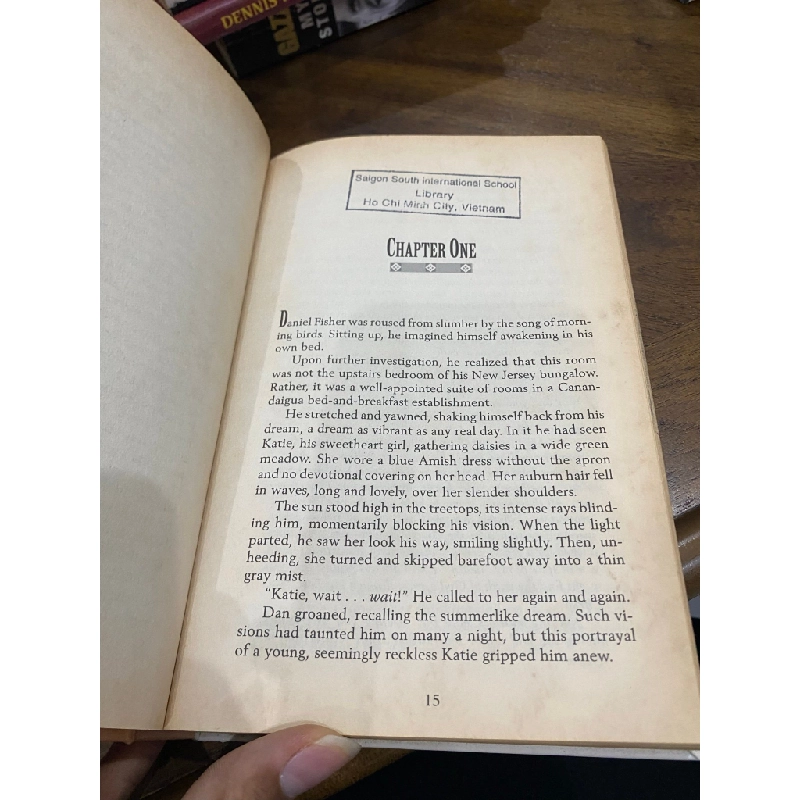 DENNIS
GAZ
MY
STO
Saigon South International School
Library
Ho Chi Minh City, Vietnam
CHAPTER ONE
Daniel Fisher was roused from slumber by the song of morn-
ing birds. Sitting up, he imagined himself awakening in his
own bed.
Upon further investigation, he realized that this room
was not the upstairs bedroom of his New Jersey bungalow.
Rather, it was a well-appointed suite of rooms in a Canan-
daigua bed-and-breakfast establishment.
He stretched and yawned, shaking himself back from his
dream, a dream as vibrant as any real day. In it he had seen
Katie, his sweetheart girl, gathering daisies in a wide green
meadow. She wore a blue Amish dress without the apron
and no devotional covering on her head. Her auburn hair fell
in waves, long and lovely, over her slender shoulders.
The sun stood high in the treetops, its intense rays blind-
ing him, momentarily blocking his vision. When the light
parted, he saw her look his way, smiling slightly. Then, un-
heeding, she turned and skipped barefoot away into a thin
gray mist.
"Katie, wait . . . wait!" He called to her again and again.
Dan groaned, recalling the summerlike dream. Such vi-
sions had taunted him on many a night, but this portrayal
of a young, seemingly reckless Katie gripped him anew.
15